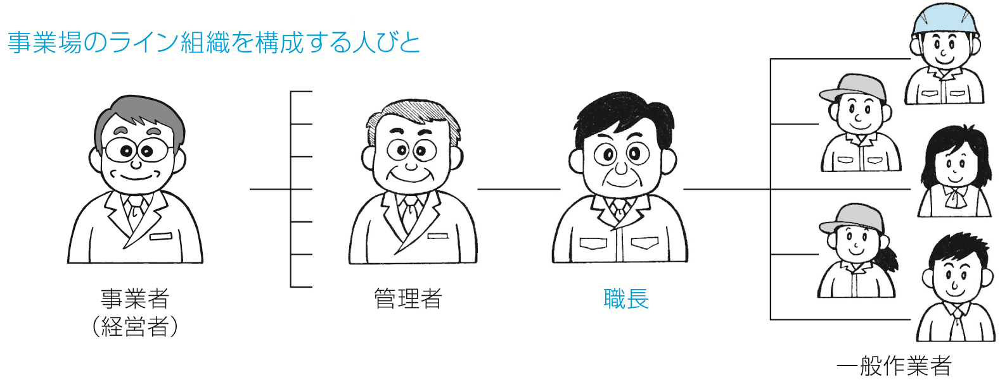 事業場のライン組織を構成する人びと
事業者
（経営者）
管理者
職長
一般作業者